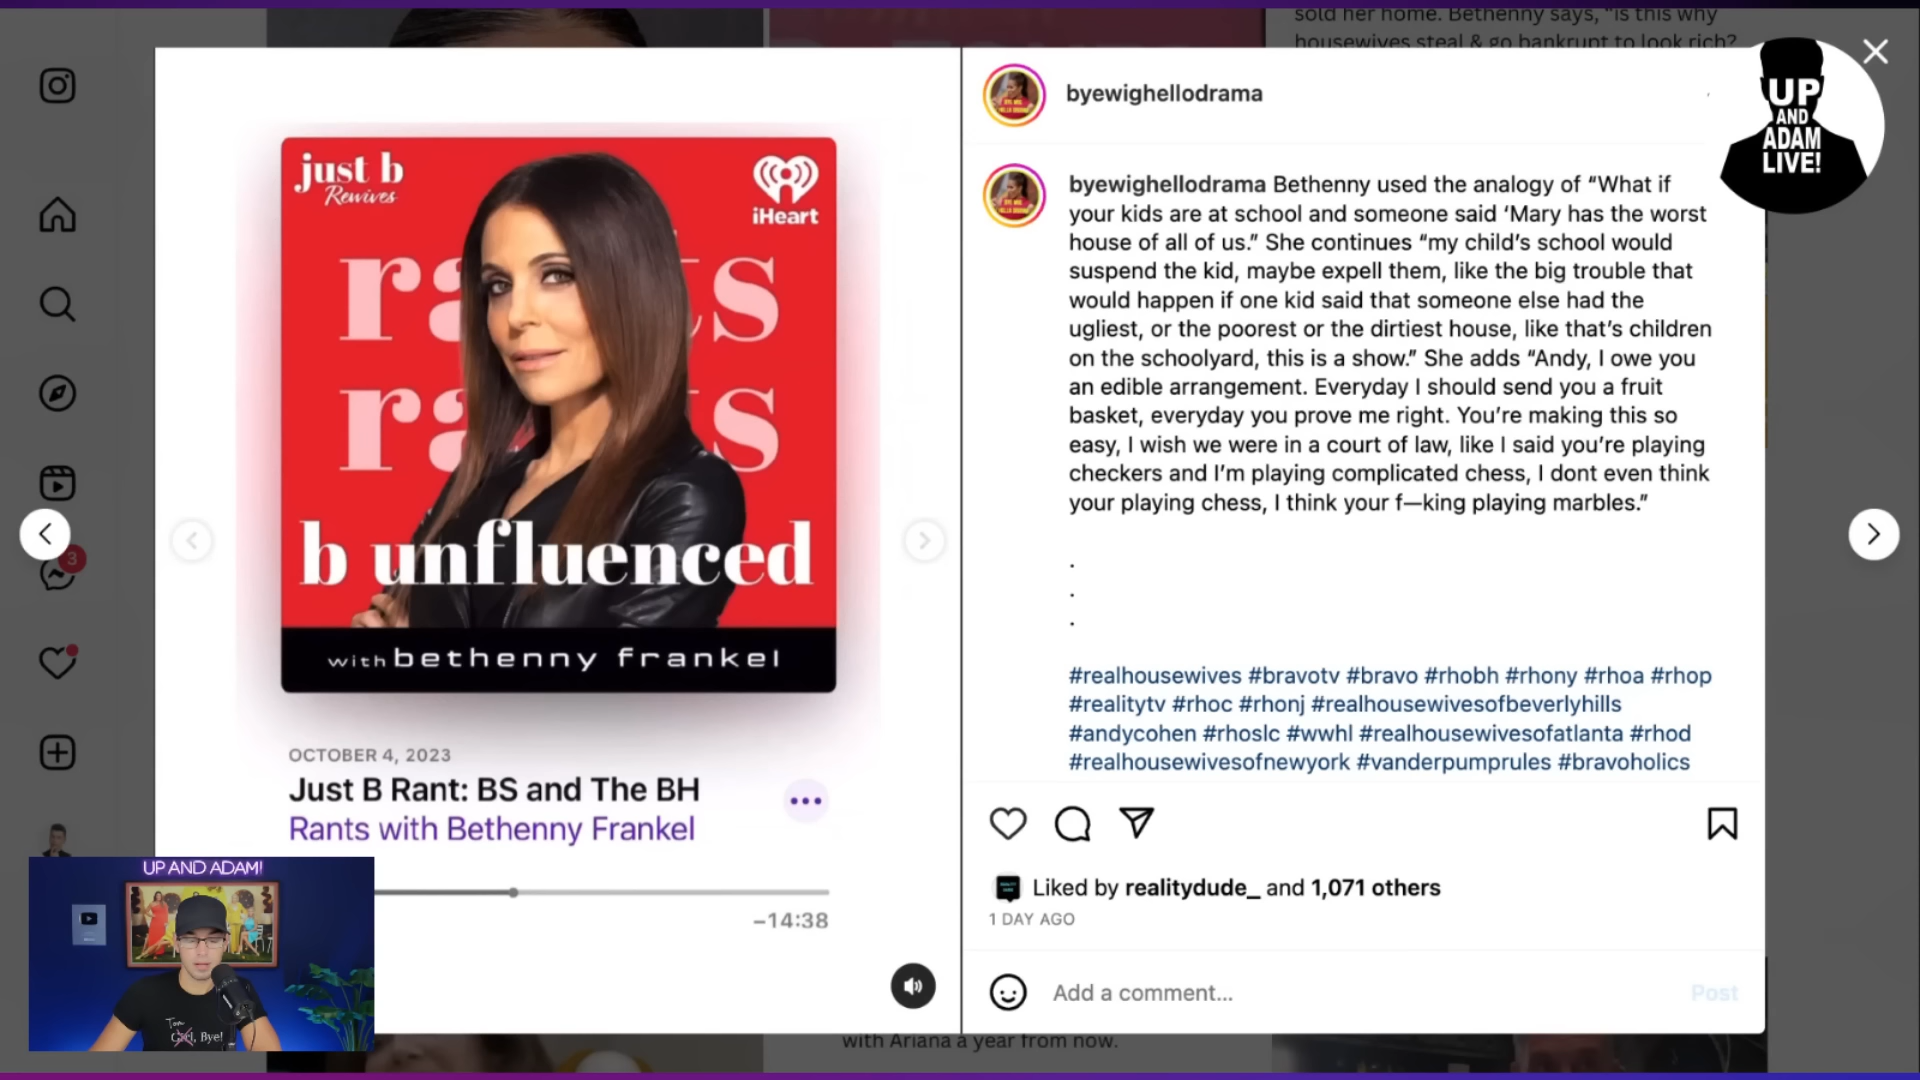 sold her home. Bethenny says, "is this why
housewives steal & go bankrupt to look rich?
UP
AND
ADAM
LIVE!
just b
Rewives
iHeart
b unfluenced
with bethenny frankel
OCTOBER 4, 2023
Just B Rant: BS and The BH
Rants with Bethenny Frankel
–14:38
3
UP AND ADAM!
Tom
Girl, Bye!
byewighellodrama
byewighellodrama Bethenny used the analogy of “What if
your kids are at school and someone said ‘Mary has the worst
house of all of us.” She continues “my child’s school would
suspend the kid, maybe expell them, like the big trouble that
would happen if one kid said that someone else had the
ugliest, or the poorest or the dirtiest house, like that’s children
on the schoolyard, this is a show.” She adds “Andy, I owe you
an edible arrangement. Everyday I should send you a fruit
basket, everyday you prove me right. You’re making this so
easy, I wish we were in a court of law, like I said you’re playing
checkers and I’m playing complicated chess, I dont even think
your playing chess, I think your f—king playing marbles.”
.
.
.
#realhousewives #bravotv #bravo #rhobh #rhony #rhoa #rhop
#realitytv #rhoc #rhonj #realhousewivesofbeverlyhills
#andycohen #rhoslc #wwhl #realhousewivesofatlanta #rhod
#realhousewivesofnewyork #vanderpumprules #bravoholics
Liked by realitydude_ and 1,071 others
1 DAY AGO
Add a comment...
Post
with Ariana a year from now.